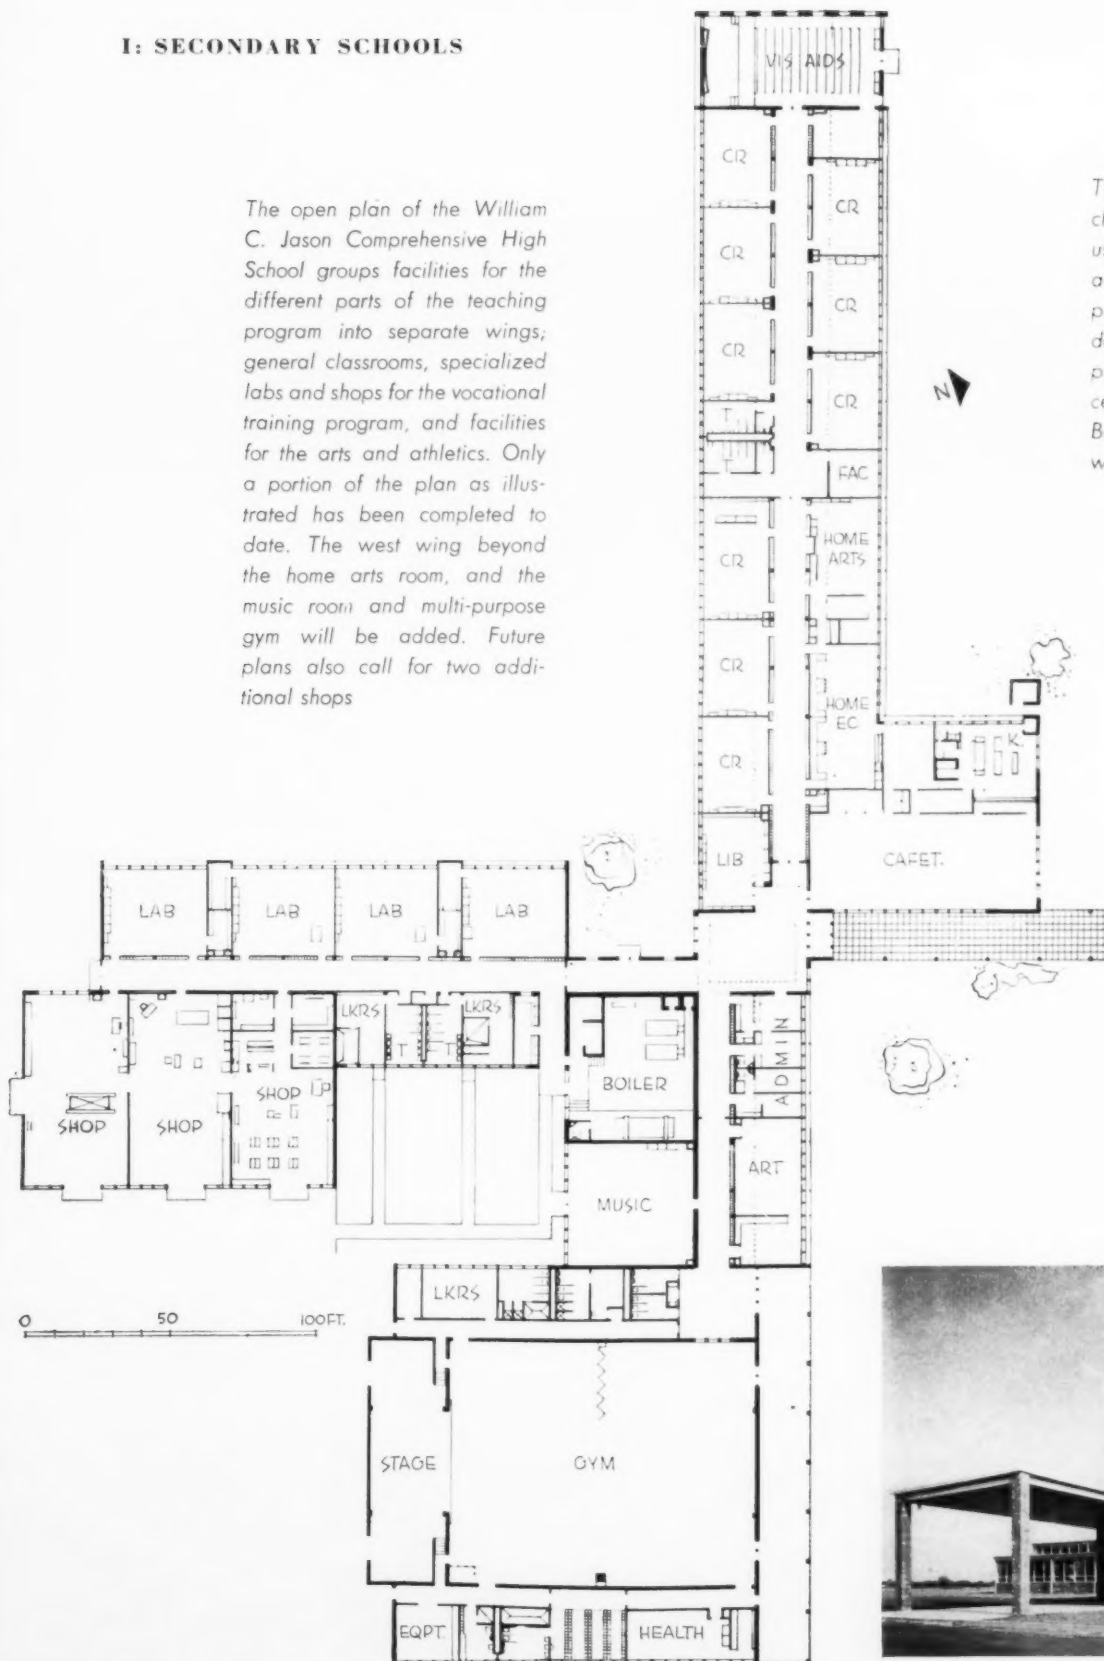 I: SECONDARY SCHOOLS
The open plan of the William
C. Jason Comprehensive High
School groups facilities for the
different parts of the teaching
program into separate wings;
general classrooms, specialized
labs and shops for the vocational
training program, and facilities
for the arts and athletics. Only
a portion of the plan as illus-
trated has been completed to
date. The west wing beyond
the home arts room, and the
music room and multi-purpose
gym will be added. Future
plans also call for two addi-
tional shops
VIS AIDS
CR
CR
CR
CR
CR
CR
T T
T
FAC
N
CR
HOME
ARTS
CR
HOME
EC.
CR
K.
LIB
CAFET.
LAB
LAB
LAB
LAB
LKRS
T
T
LKRS
SHOP
SHOP
SHOP
BOILER
ADMIN
ART
MUSIC
LKRS
0 50 100 FT.
STAGE
GYM
EQPT.
HEALTH